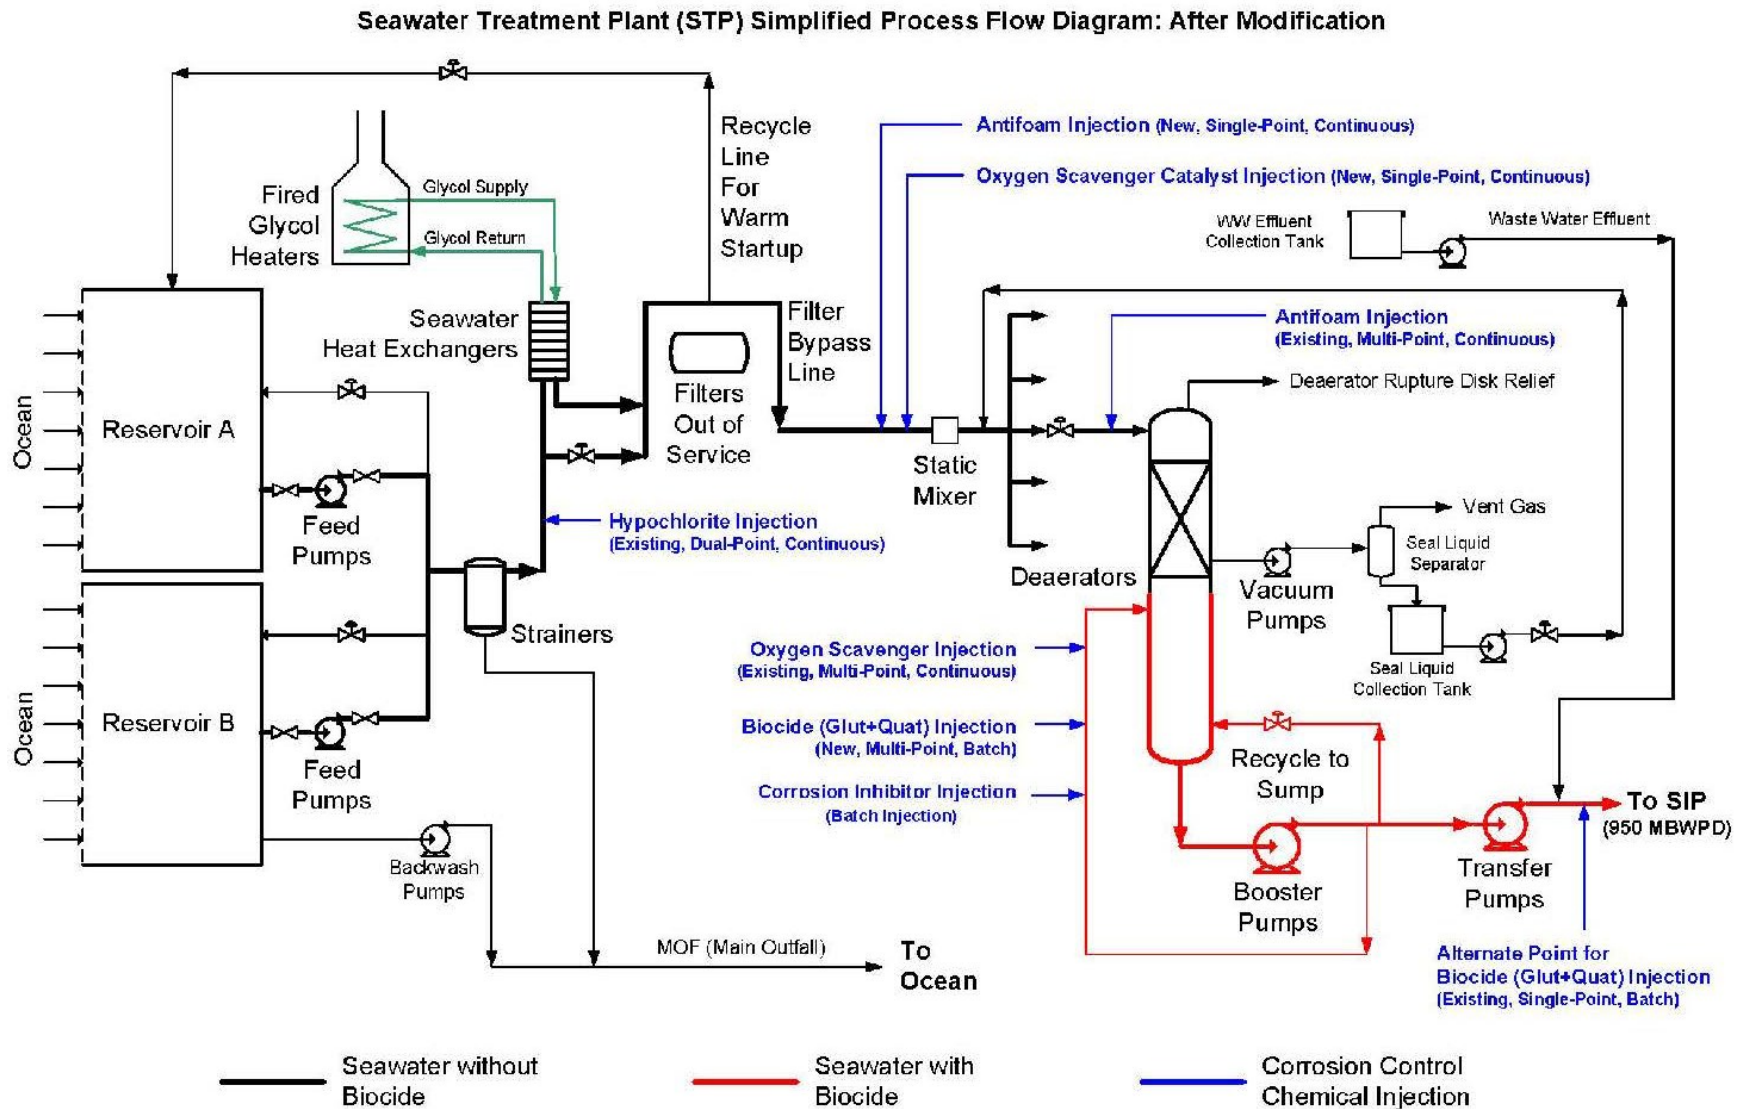 Seawater Treatment Plant (STP) Simplified Process Flow Diagram: After Modification
Recycle
Line
For
Warm
Startup
Antifoam Injection (New, Single-Point, Continuous)
Oxygen Scavenger Catalyst Injection (New, Single-Point, Continuous)
Fired
Glycol
Heaters
Glycol Supply
Glycol Return
WW Effluent
Collection Tank
Waste Water Effluent
Seawater
Heat Exchangers
Filter
Bypass
Line
Filters
Out of
Service
Antifoam Injection
(Existing, Multi-Point, Continuous)
Deaerator Rupture Disk Relief
Ocean
Reservoir A
Feed
Pumps
Static
Mixer
Hypochlorite Injection
(Existing, Dual-Point, Continuous)
Vent Gas
Seal Liquid
Separator
Deaerators
Vacuum
Pumps
Strainers
Seal Liquid
Collection Tank
Ocean
Reservoir B
Feed
Pumps
Oxygen Scavenger Injection
(Existing, Multi-Point, Continuous)
Biocide (Glut+Quat) Injection
(New, Multi-Point, Batch)
Corrosion Inhibitor Injection
(Batch Injection)
Recycle to
Sump
To SIP
(950 MBWPD)
Backwash
Pumps
Booster
Pumps
Transfer
Pumps
MOF (Main Outfall)
To
Ocean
Alternate Point for
Biocide (Glut+Quat) Injection
(Existing, Single-Point, Batch)
Seawater without
Biocide
Seawater with
Biocide
Corrosion Control
Chemical Injection